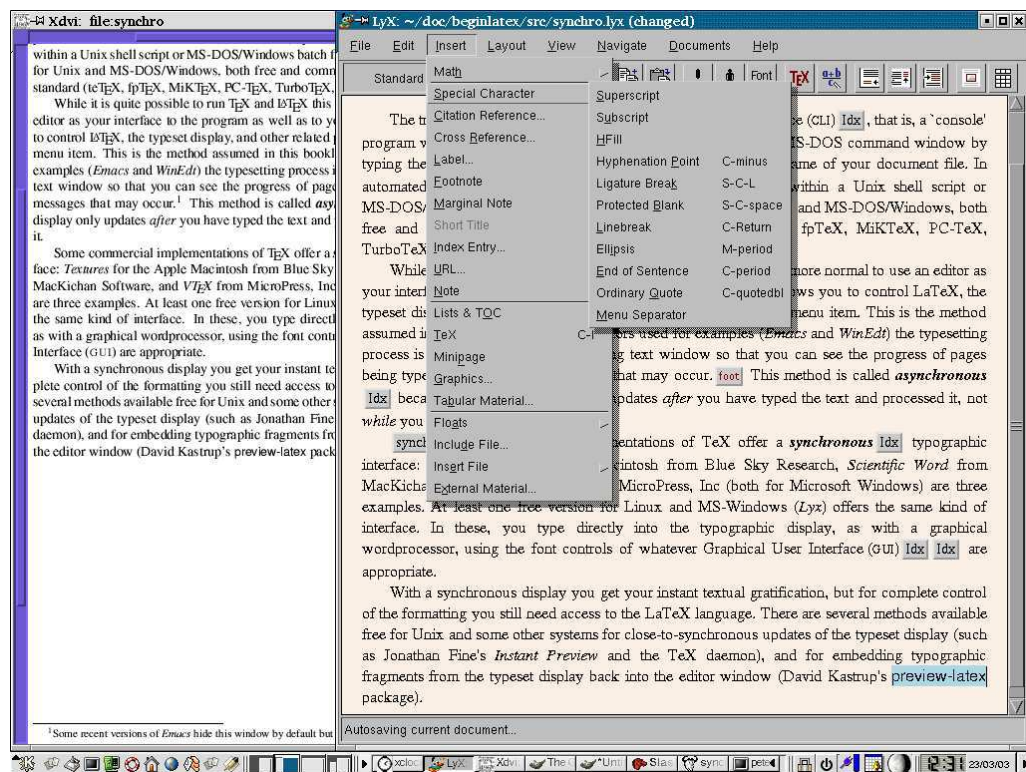 Xdvi: file:synchro
within a Unix shell script or MS-DOS/Windows batch f
for Unix and MS-DOS/Windows, both free and comm
standard (teTEX, fpTEX, MiKTEX, PC-TEX, TurboTEX,
While it is quite possible to run TEX and LATEX this
editor as your interface to the program as well as to yo
to control LATEX, the typeset display, and other related
menu item. This is the method assumed in this bookl
examples (Emacs and WinEdt) the typesetting process i
text window so that you can see the progress of page
messages that may occur.1 This method is called asy
display only updates after you have typed the text and
it.
Some commercial implementations of TEX offer a s
face: Textures for the Apple Macintosh from Blue Sky
MacKichan Software, and VTEX from MicroPress, Inc
are three examples. At least one free version for Linux
the same kind of interface. In these, you type directl
as with a graphical wordprocessor, using the font contr
Interface (GUI) are appropriate.
With a synchronous display you get your instant te
plete control of the formatting you still need access to
several methods available free for Unix and some other s
updates of the typeset display (such as Jonathan Fine
daemon), and for embedding typographic fragments fro
the editor window (David Kastrup's preview-latex pack
1Some recent versions of Emacs hide this window by default but
LyX: ~/doc/beginlatex/src/synchro.lyx (changed)
File Edit Insert Layout View Navigate Documents Help
Standard
Font TEX
Math
Special Character
Citation Reference...
Cross Reference...
Label...
Footnote
Marginal Note
Short Title
Index Entry...
URL...
Note
Lists & TOC
TeX C-l
Minipage
Graphics...
Tabular Material...
Floats
Include File...
Insert File
External Material...
Superscript
Subscript
HFill
Hyphenation Point C-minus
Ligature Break S-C-L
Protected Blank S-C-space
Linebreak C-Return
Ellipsis M-period
End of Sentence C-period
Ordinary Quote C-quotedbl
Menu Separator
The t e (CLI) Idx , that is, a `console'
program w S-DOS command window by
typing the ame of your document file. In
automated within a Unix shell script or
MS-DOS/ and MS-DOS/Windows, both
free and fpTeX, MiKTeX, PC-TeX,
TurboTeX
While more normal to use an editor as
your interf ws you to control LaTeX, the
typeset dis menu item. This is the method
assumed i ors used for examples (Emacs and WinEdt) the typesetting
process is g text window so that you can see the progress of pages
being type hat may occur. foot This method is called asynchronous
Idx beca pdates after you have typed the text and processed it, not
while you
synch mentations of TeX offer a synchronous Idx typographic
interface: cintosh from Blue Sky Research, Scientific Word from
MacKicha MicroPress, Inc (both for Microsoft Windows) are three
examples. At least one free version for Linux and MS-Windows (Lyx) offers the same kind of
interface. In these, you type directly into the typographic display, as with a graphical
wordprocessor, using the font controls of whatever Graphical User Interface (GUI) Idx Idx are
appropriate.
With a synchronous display you get your instant textual gratification, but for complete control
of the formatting you still need access to the LaTeX language. There are several methods available
free for Unix and some other systems for close-to-synchronous updates of the typeset display (such
as Jonathan Fine's Instant Preview and the TeX daemon), and for embedding typographic
fragments from the typeset display back into the editor window (David Kastrup's preview-latex
package).
Autosaving current document...
xcloc LyX: Xdvi: The *Unti Slas sync pete 23/03/03